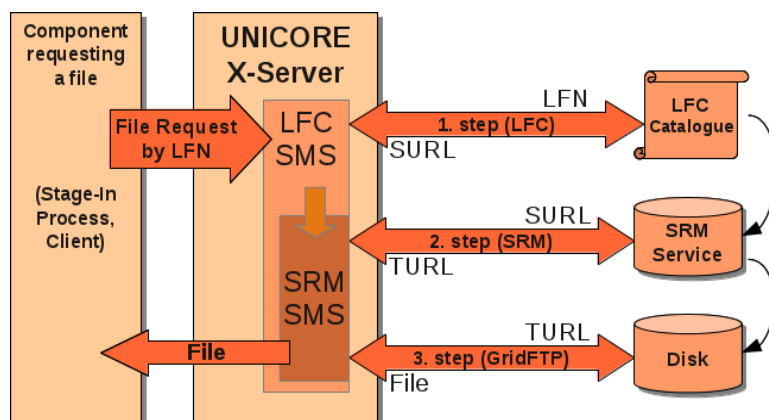 Component
requesting
a file
(Stage-In
Process,
Client)
UNICORE
X-Server
File Request
by LFN
LFC
SMS
SRM
SMS
File
LFN
1. step (LFC)
SURL
LFC
Catalogue
SURL
2. step (SRM)
TURL
SRM
Service
TURL
3. step (GridFTP)
File
Disk